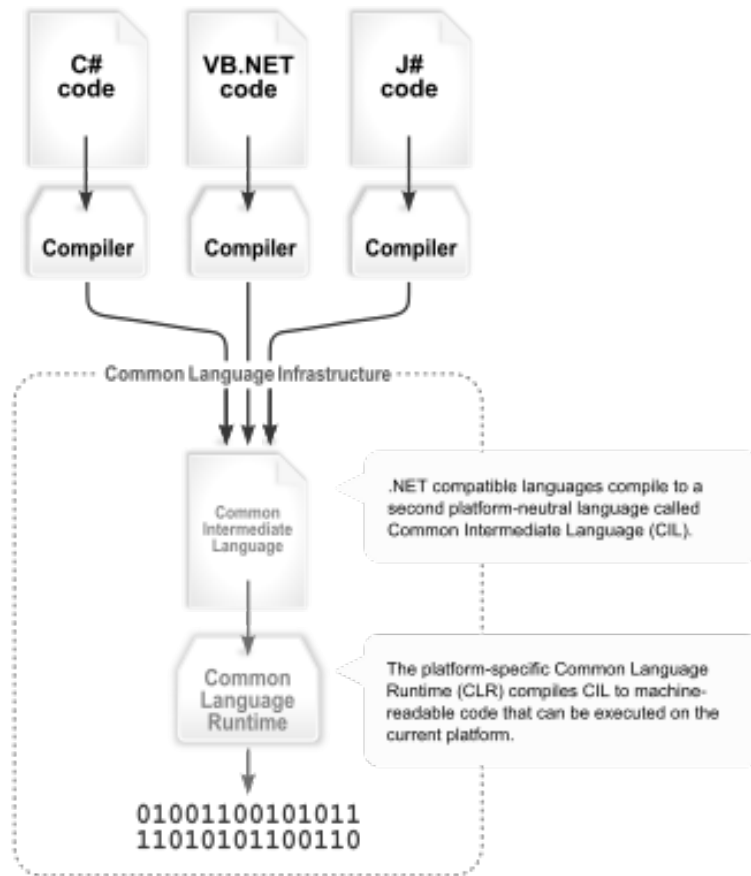 C#
code
VB.NET
code
J#
code
Compiler
Compiler
Compiler
Common Language Infrastructure
Common
Intermediate
Language
.NET compatible languages compile to a
second platform-neutral language called
Common Intermediate Language (CIL).
Common
Language
Runtime
The platform-specific Common Language
Runtime (CLR) compiles CIL to machine-
readable code that can be executed on the
current platform.
01001100101011
11010101100110